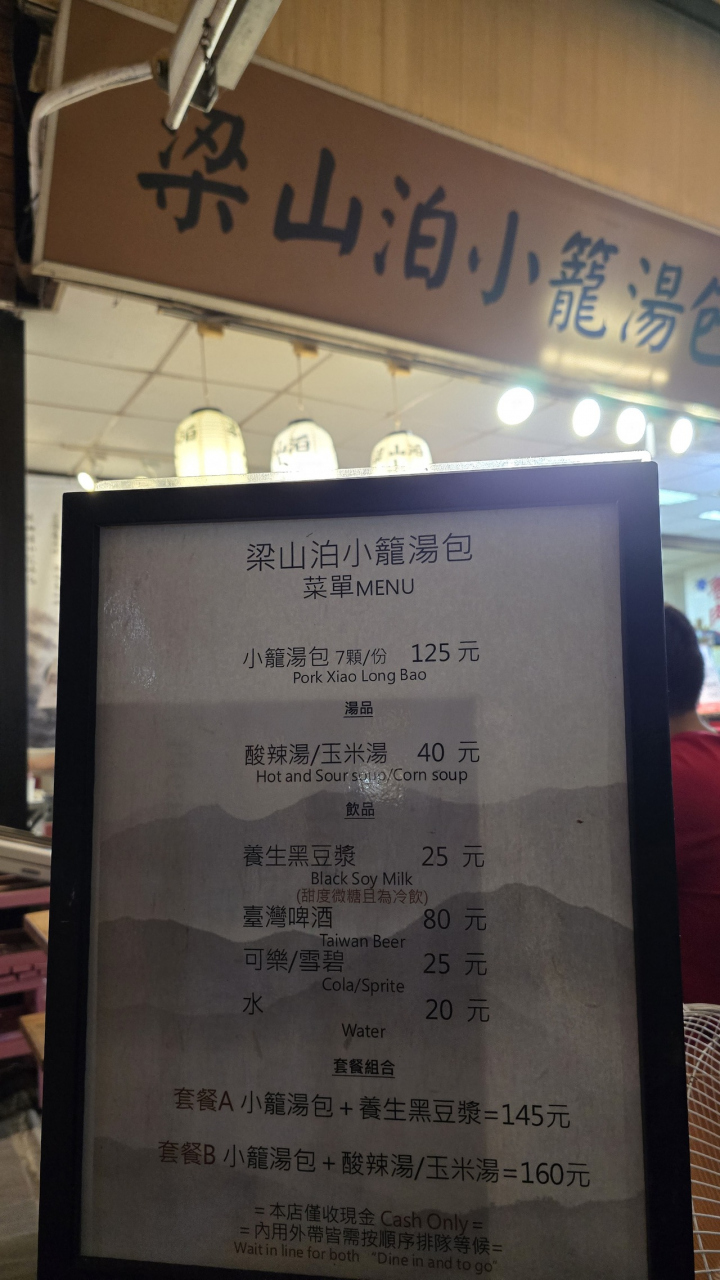 梁山泊小籠湯包
梁山泊小籠湯包
菜單MENU
小籠湯包 7顆/份 125 元
Pork Xiao Long Bao
湯品
酸辣湯/玉米湯 40 元
Hot and Sour soup/Corn soup
飲品
養生黑豆漿 25 元
Black Soy Milk
(甜度微糖且為冷飲)
臺灣啤酒 80 元
Taiwan Beer
可樂/雪碧 25 元
Cola/Sprite
水 20 元
Water
套餐組合
套餐A 小籠湯包+養生黑豆漿=145元
套餐B 小籠湯包+酸辣湯/玉米湯=160元
=本店僅收現金 Cash Only=
=內用外帶皆需按順序排隊等候=
Wait in line for both "Dine in and to go"